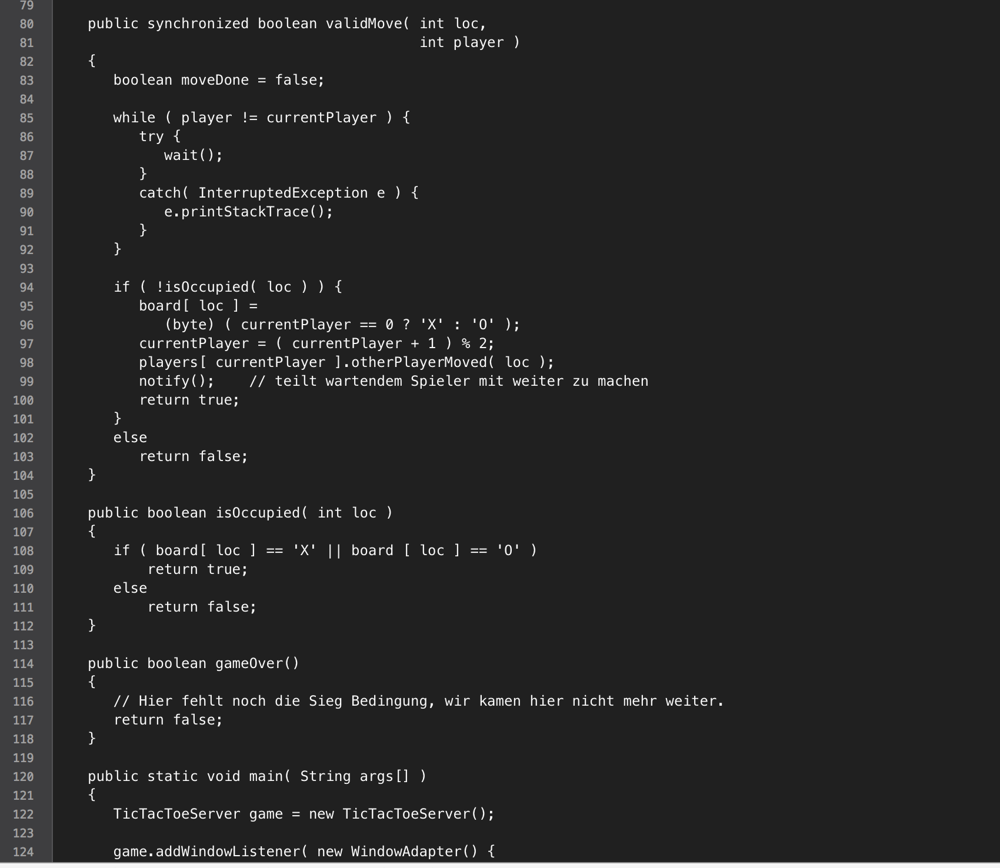 79
80 public synchronized boolean validMove( int loc,
81 int player )
82 {
83 boolean moveDone = false;
84
85 while ( player != currentPlayer ) {
86 try {
87 wait();
88 }
89 catch( InterruptedException e ) {
90 e.printStackTrace();
91 }
92 }
93
94 if ( !isOccupied( loc ) ) {
95 board[ loc ] =
96 (byte) ( currentPlayer == 0 ? 'X' : 'O' );
97 currentPlayer = ( currentPlayer + 1 ) % 2;
98 players[ currentPlayer ].otherPlayerMoved( loc );
99 notify();    // teilt wartendem Spieler mit weiter zu machen
100 return true;
101 }
102 else
103 return false;
104 }
105
106 public boolean isOccupied( int loc )
107 {
108 if ( board[ loc ] == 'X' || board [ loc ] == 'O' )
109 return true;
110 else
111 return false;
112 }
113
114 public boolean gameOver()
115 {
116 // Hier fehlt noch die Sieg Bedingung, wir kamen hier nicht mehr weiter.
117 return false;
118 }
119
120 public static void main( String args[] )
121 {
122 TicTacToeServer game = new TicTacToeServer();
123
124 game.addWindowListener( new WindowAdapter() {